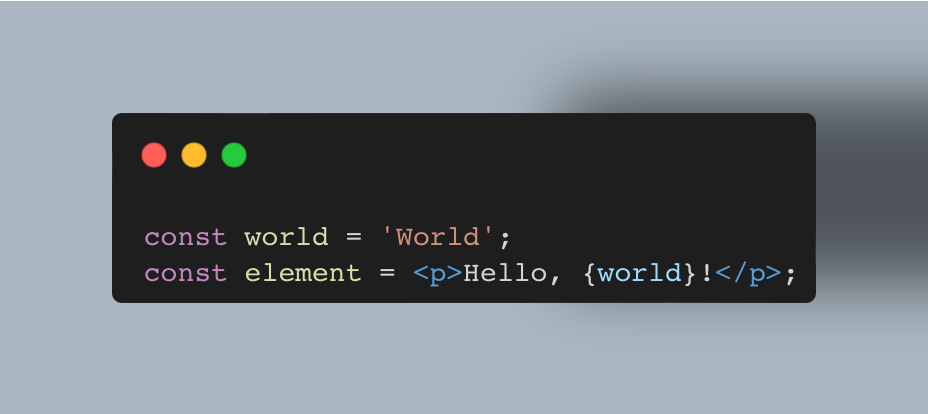 const world = 'World';
const element = <p>Hello, {world}!</p>;